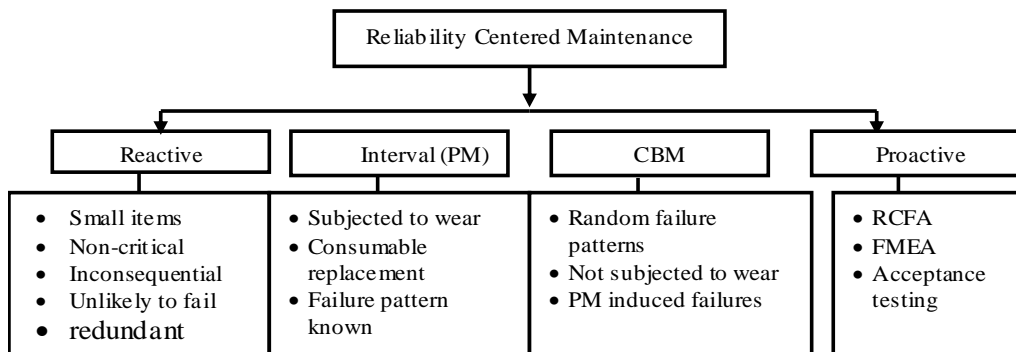 Reliability Centered Maintenance
Reactive
Interval (PM)
CBM
Proactive
• Small items
• Non-critical
• Inconsequential
• Unlikely to fail
• redundant
• Subjected to wear
• Consumable
replacement
• Failure pattern
known
• Random failure
patterns
• Not subjected to wear
• PM induced failures
• RCFA
• FMEA
• Acceptance
testing